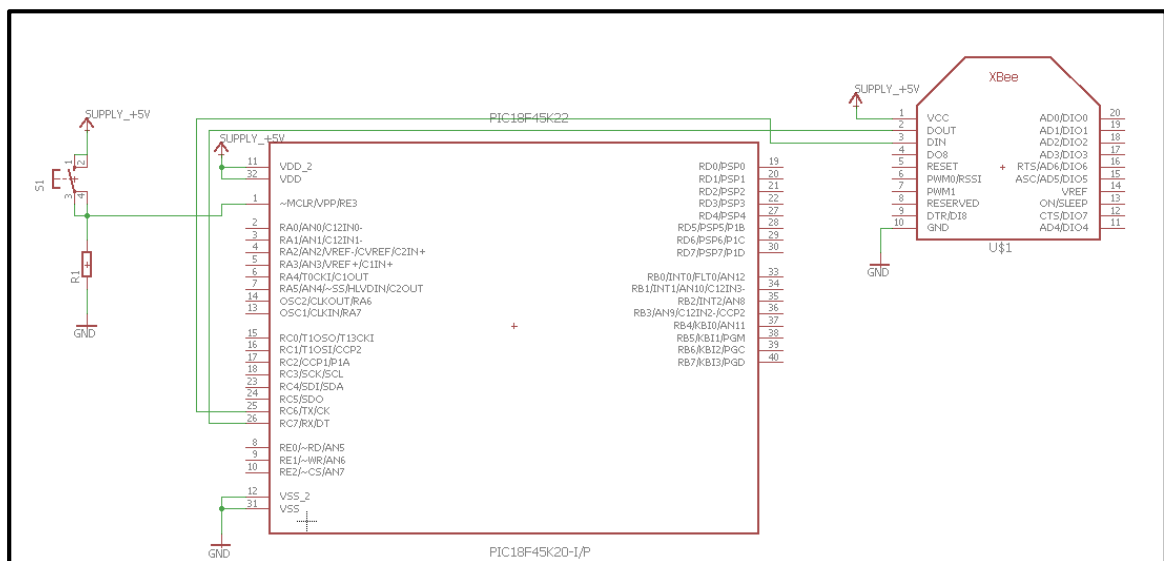 SUPPLY_+5V
1
2
S1
3
4
R1
GND
PIC18F45K22
SUPPLY_+5V
11 VDD_2
32 VDD
1 ~MCLR/VPP/RE3
2 RA0/AN0/C12IN0-
3 RA1/AN1/C12IN1-
4 RA2/AN2/VREF-/CVREF/C2IN+
5 RA3/AN3/VREF+/C1IN+
6 RA4/T0CKI/C1OUT
7 RA5/AN4/~SS/HLVDIN/C2OUT
14 OSC2/CLKOUT/RA6
13 OSC1/CLKIN/RA7
15 RC0/T1OSO/T13CKI
16 RC1/T1OSI/CCP2
17 RC2/CCP1/P1A
18 RC3/SCK/SCL
23 RC4/SDI/SDA
24 RC5/SDO
25 RC6/TX/CK
26 RC7/RX/DT
8 RE0/~RD/AN5
9 RE1/~WR/AN6
10 RE2/~CS/AN7
12 VSS_2
31 VSS
GND
RD0/PSP0 19
RD1/PSP1 20
RD2/PSP2 21
RD3/PSP3 22
RD4/PSP4 27
RD5/PSP5/P1B 28
RD6/PSP6/P1C 29
RD7/PSP7/P1D 30
RB0/INT0/FLT0/AN12 33
RB1/INT1/AN10/C12IN3- 34
RB2/INT2/AN8 35
RB3/AN9/C12IN2-/CCP2 36
RB4/KBI0/AN11 37
RB5/KBI1/PGM 38
RB6/KBI2/PGC 39
RB7/KBI3/PGD 40
PIC18F45K20-I/P
XBee
SUPPLY_+5V
1 VCC AD0/DIO0 20
2 DOUT AD1/DIO1 19
3 DIN AD2/DIO2 18
4 DO8 AD3/DIO3 17
5 RESET RTS/AD6/DIO6 16
6 PWM0/RSSI ASC/AD5/DIO5 15
7 PWM1 VREF 14
8 RESERVED ON/SLEEP 13
9 DTR/DI8 CTS/DIO7 12
10 GND AD4/DIO4 11
U$1
GND